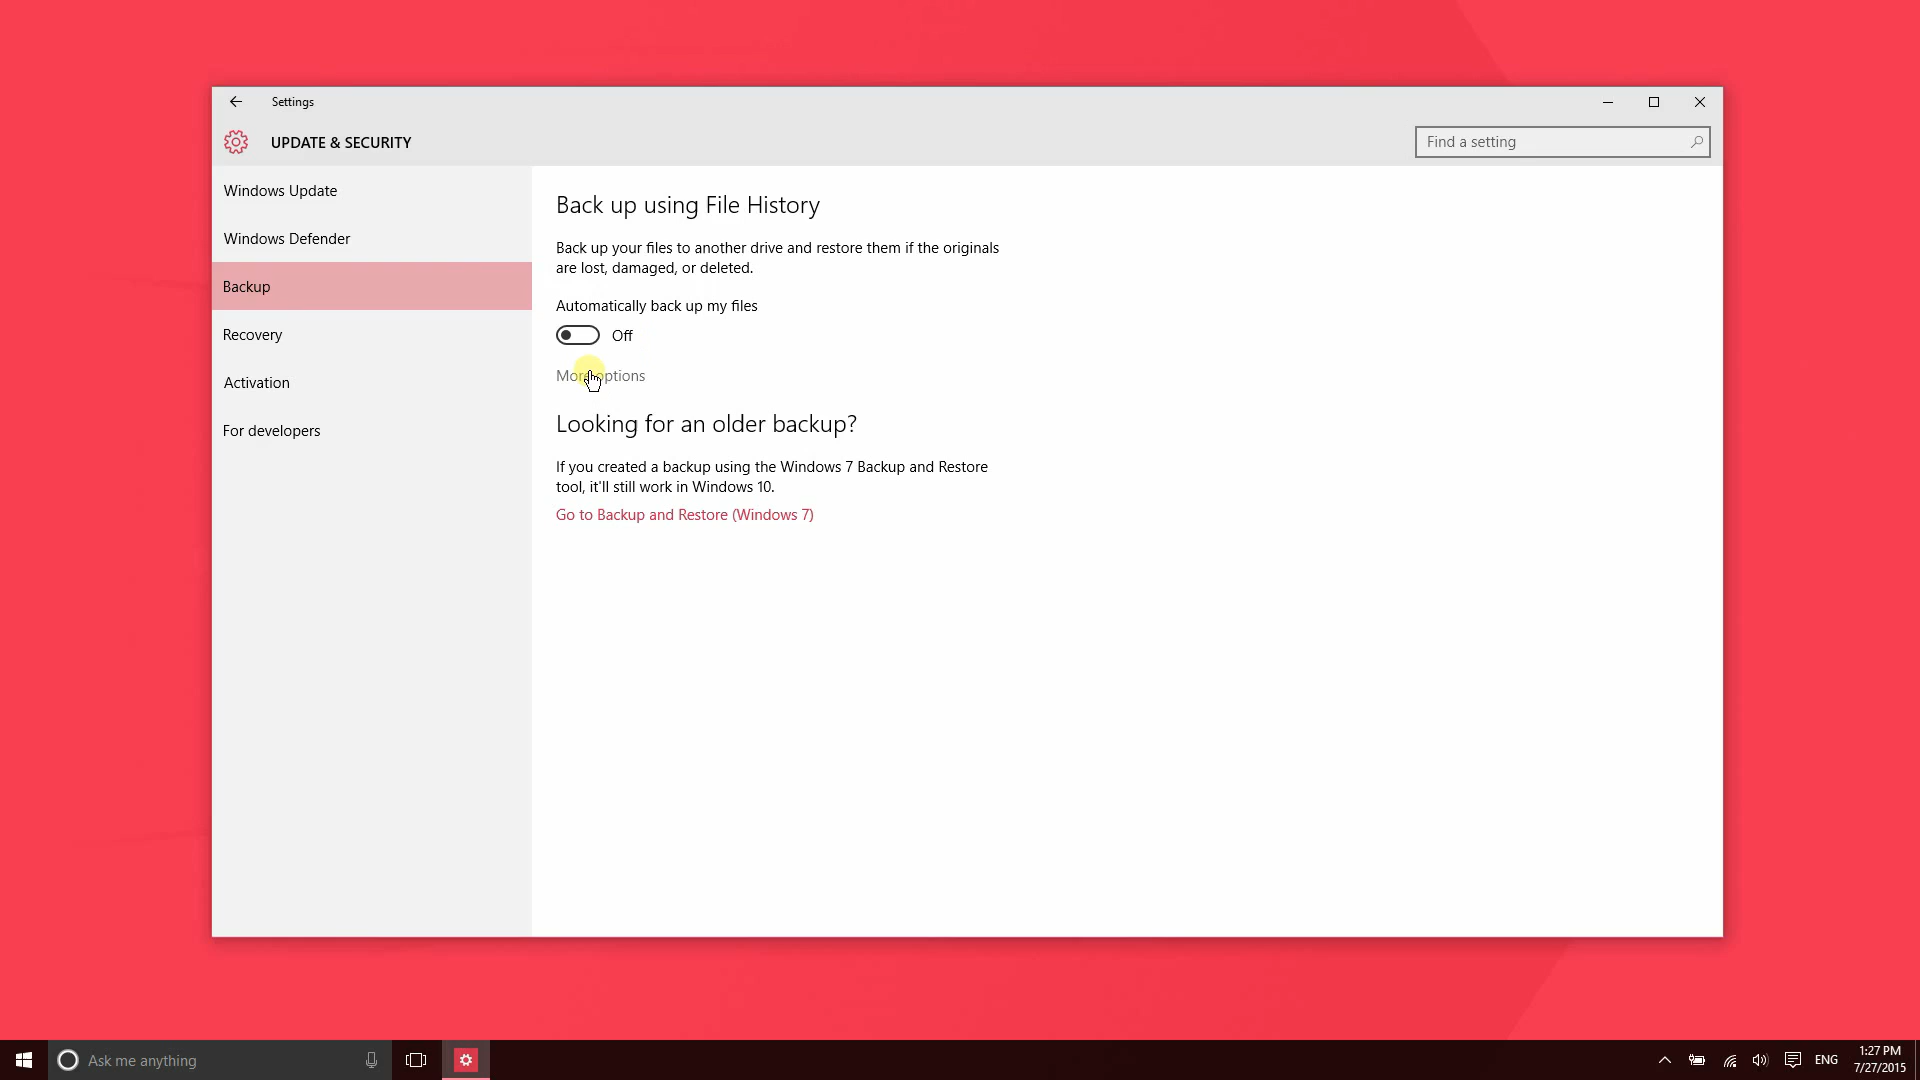 Settings
UPDATE & SECURITY
Find a setting
Windows Update
Windows Defender
Backup
Recovery
Activation
For developers
Back up using File History
Back up your files to another drive and restore them if the originals
are lost, damaged, or deleted.
Automatically back up my files
Off
More options
Looking for an older backup?
If you created a backup using the Windows 7 Backup and Restore
tool, it'll still work in Windows 10.
Go to Backup and Restore (Windows 7)
Ask me anything
ENG
1:27 PM
7/27/2015